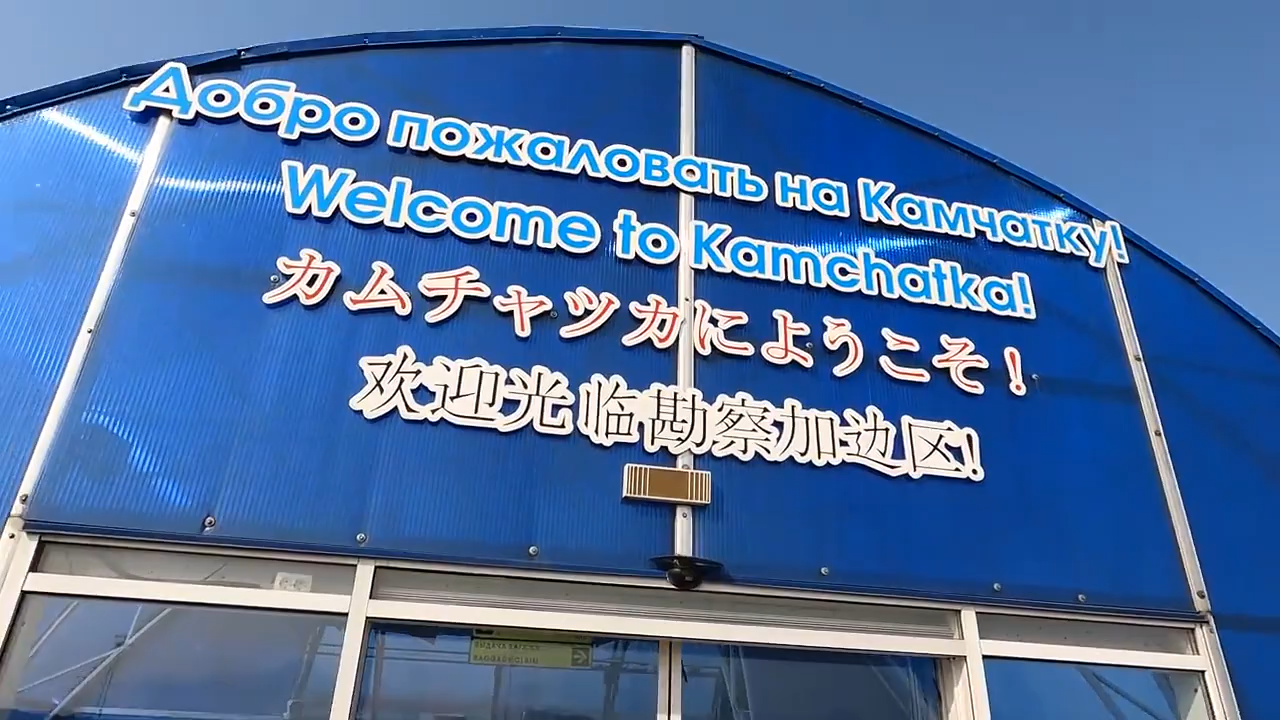 Добро пожаловать на Камчатку!
Welcome to Kamchatka!
カムチャツカにようこそ！
欢迎光临勘察加边区!